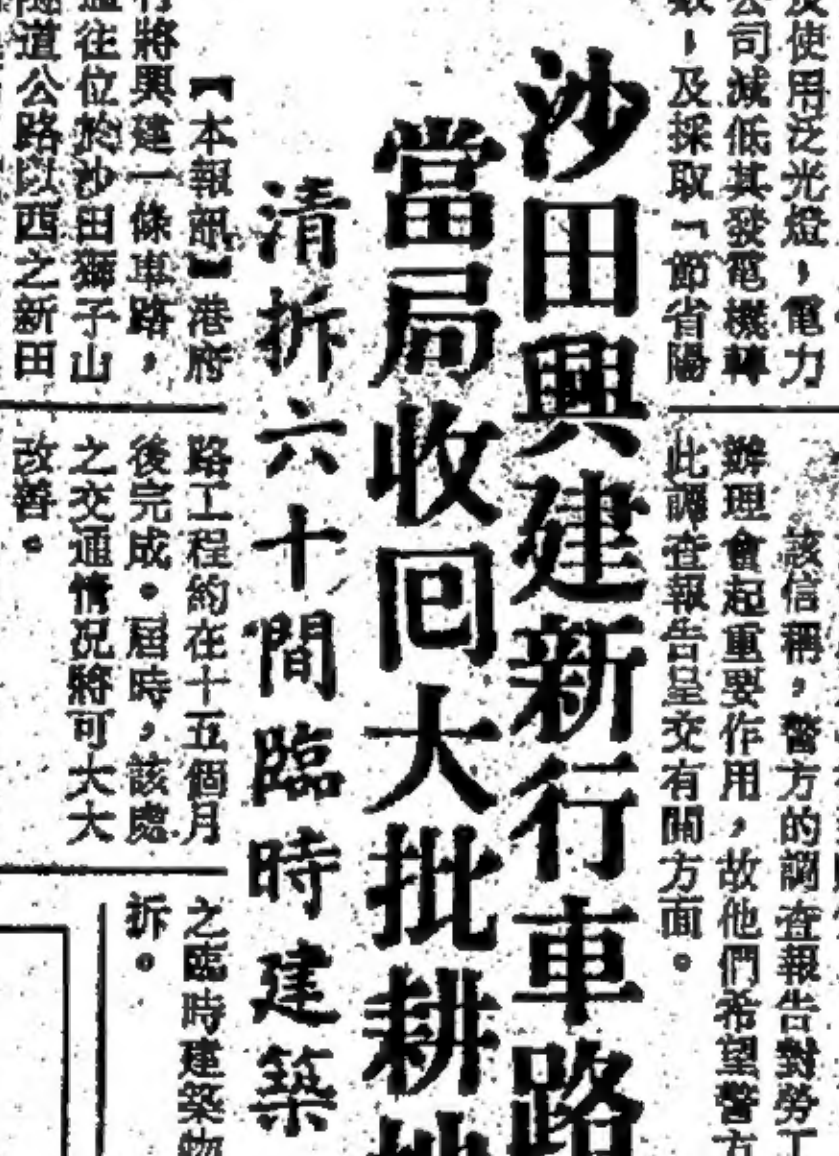 及使用泛光燈，電力
公司減低其發電機轉
數，及採取「節省陽
該信稱，警方的調查報告對勞工
辦理會起重要作用，故他們希望警方
此調查報告呈交有關方面。
沙田興建新行車路
當局收回大批耕地
清拆六十間臨時建築
【本報訊】港府
行將興建一條車路，
通往位於沙田獅子山
隧道公路以西之新田
路工程約在十五個月
後完成。屆時，該處
之交通情况將可大大
改善。
之臨時建築物
拆。